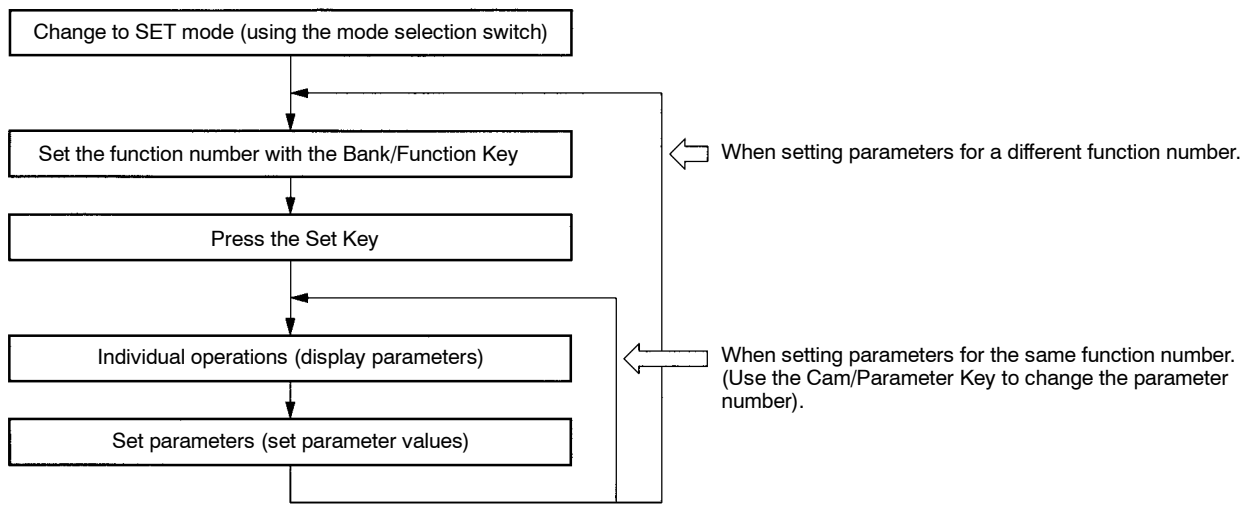 Change to SET mode (using the mode selection switch)
Set the function number with the Bank/Function Key
When setting parameters for a different function number.
Press the Set Key
Individual operations (display parameters)
When setting parameters for the same function number.
(Use the Cam/Parameter Key to change the parameter
number).
Set parameters (set parameter values)